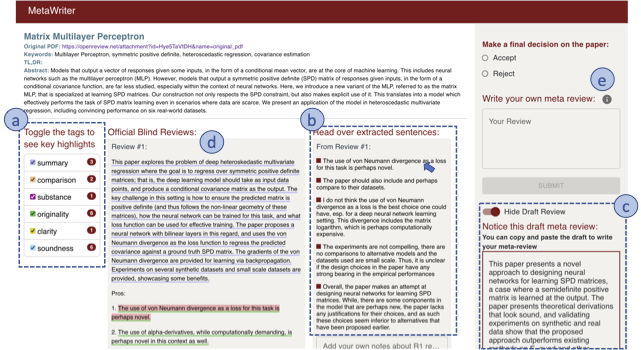 MetaWriter
Matrix Multilayer Perceptron
Original PDF: https://openreview.net/attachment?id=Hye5TaVtDH&name=original_pdf
Keywords: Multilayer Perceptron, symmetric positive definite, heteroscedastic regression, covariance estimation
TL;DR:
Abstract: Models that output a vector of responses given some inputs, in the form of a conditional mean vector, are at the core of machine learning. This includes neural
networks such as the multilayer perceptron (MLP). However, models that output a symmetric positive definite (SPD) matrix of responses given inputs, in the form of a
conditional covariance function, are far less studied, especially within the context of neural networks. Here, we introduce a new variant of the MLP, referred to as the matrix
MLP, that is specialized at learning SPD matrices. Our construction not only respects the SPD constraint, but also makes explicit use of it. This translates into a model which
effectively performs the task of SPD matrix learning even in scenarios where data are scarce. We present an application of the model in heteroscedastic multivariate
regression, including convincing performance on six real-world datasets.
a
Toggle the tags to
see key highlights
summary 3
comparison 2
substance 1
originality 6
clarity 1
soundness 6
Official Blind Reviews:
d
Review #1:
This paper explores the problem of deep heteroskedastic multivariate
regression where the goal is to regress over symmetric positive definite
matrices; that is, the deep learning model should take as input data
points, and produce a conditional covariance matrix as the output. The
key challenge in this setting is how to ensure the predicted matrix is
positive definite (and thus follows the non-linear geometry of these
matrices), how the neural network can be trained for this task, and what
loss function can be used for effective training. The paper proposes a
neural network with bilinear layers in this regard, and uses the von
Neumann divergence as the loss function to regress the predicted
covariance against a ground truth SPD matrix. The gradients of the von
Neumann divergence are provided for learning via backpropagation.
Experiments on several synthetic datasets and small scale datasets are
provided, showcasing some benefits.
Pros:
1. The use of von Neumann divergence as a loss for this task is
perhaps novel.
2. The use of alpha-derivatives, while computationally demanding, is
perhaps novel in this context as well.
b
Read over extracted sentences:
From Review #1:
The use of von Neumann divergence as a loss
for this task is perhaps novel.
The paper should also include and perhaps
compare to their datasets.
I do not think the use of von Neumann
divergence as a loss is the best choice one could
have, esp. for a deep neural network learning
setting. This divergence includes the matrix
logarithm, which is perhaps computationally
expensive.
The experiments are not compelling, there are
no comparison to alternative models and the
datasets used are small scale. Thus, it is unclear
if the design choices in the paper have any
strong bearing in the empirical performances
Overall, the paper makes an attempt at
designing neural networks for learning SPD
matrices. While, there are some components in
the model that are perhaps new, the paper lacks
any justifications for their choices, and as such
these choices seem inferior to alternatives that
have been proposed earlier.
Add your own notes about R1 re...
Make a final decision on the paper:
Accept
Reject
e
Write your own meta review:
Your Review
SUBMIT
c
Hide Draft Review
Notice this draft meta review:
You can copy and paste the draft to write
your meta-review
This paper presents a novel
approach to designing neural
networks for learning SPD matrices,
a case where a semidefinite positive
matrix is learned at the output. The
paper presents theoretical derivations
that look sound, and validating
experiments on synthetic and real
data show that the proposed
approach outperforms existing